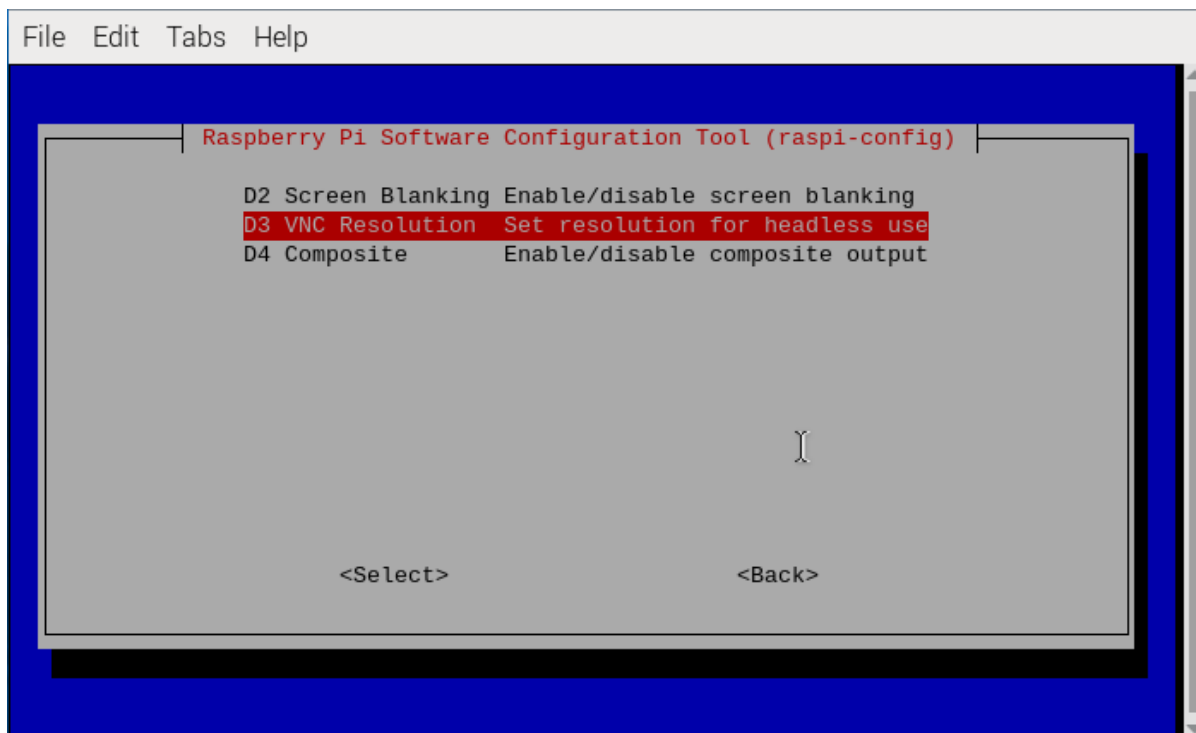 File Edit Tabs Help
Raspberry Pi Software Configuration Tool (raspi-config)
D2 Screen Blanking Enable/disable screen blanking
D3 VNC Resolution Set resolution for headless use
D4 Composite Enable/disable composite output
<Select> <Back>